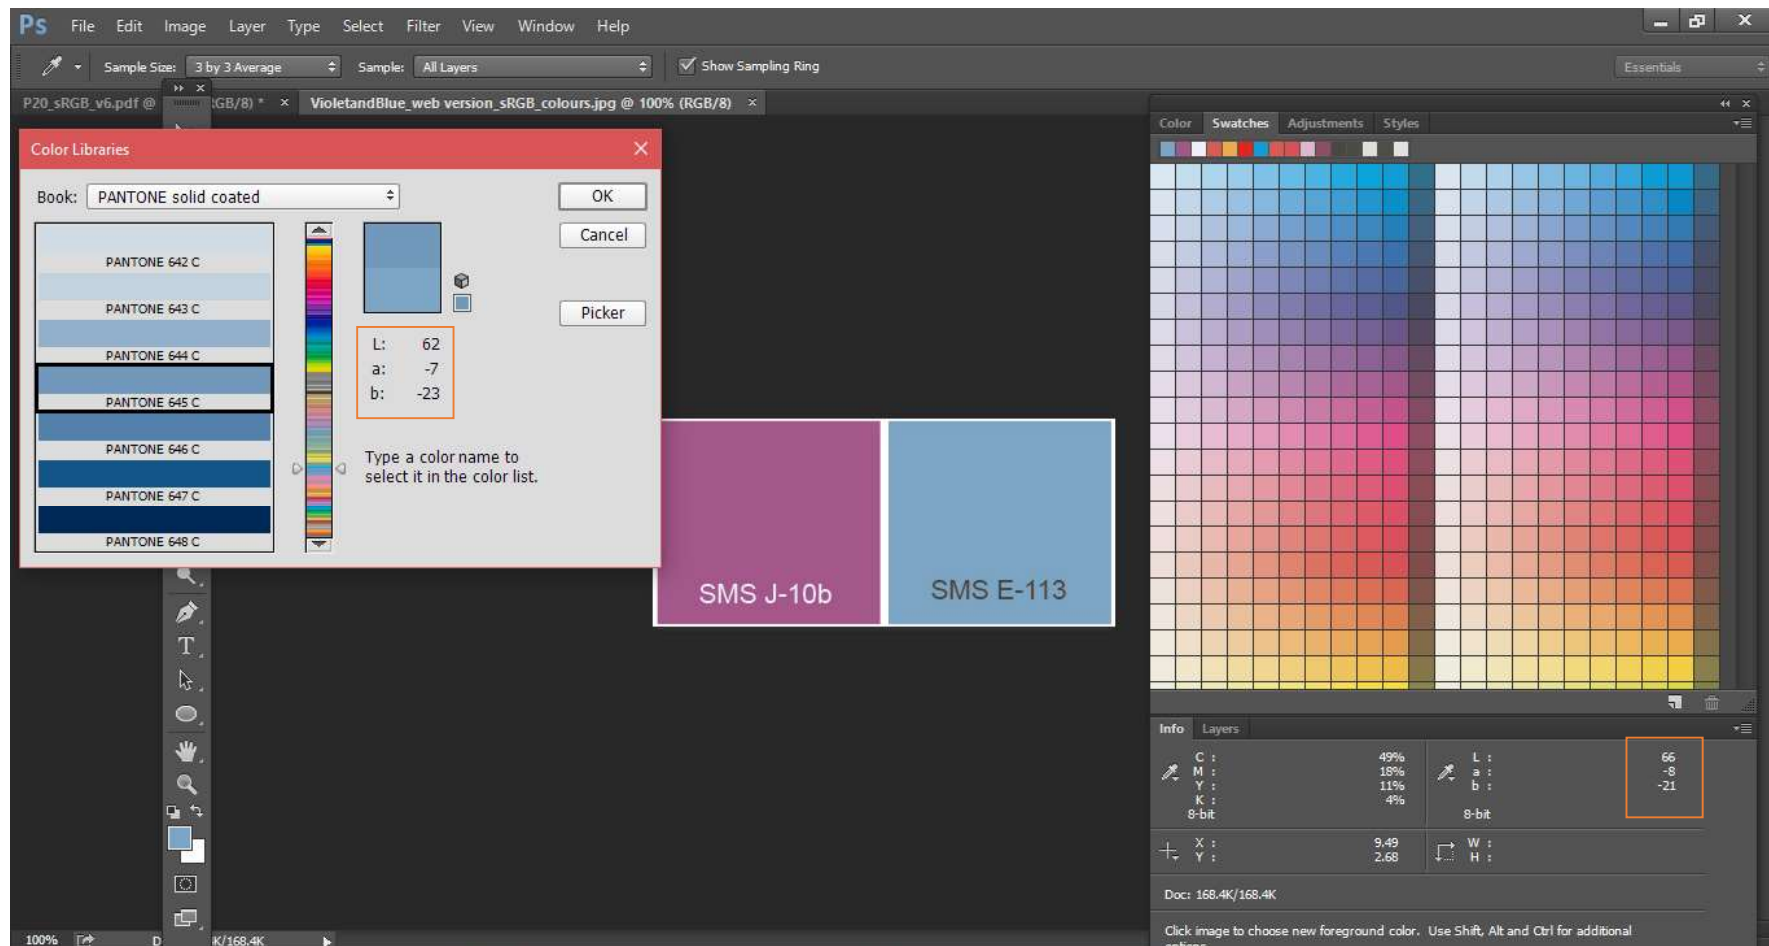 Ps File Edit Image Layer Type Select Filter View Window Help
Sample Size: 3 by 3 Average Sample: All Layers Show Sampling Ring Essentials
P20_sRGB_v6.pdf @ GB/8) * × VioletandBlue_web version_sRGB_colours.jpg @ 100% (RGB/8) ×
Color Swatches Adjustments Styles
Color Libraries
Book: PANTONE solid coated
OK
Cancel
Picker
PANTONE 642 C
PANTONE 643 C
PANTONE 644 C
PANTONE 645 C
PANTONE 646 C
PANTONE 647 C
PANTONE 648 C
L: 62
a: -7
b: -23
Type a color name to
select it in the color list.
SMS J-10b
SMS E-113
Info Layers
C : 49%
M : 18%
Y : 11%
K : 4%
8-bit
L : 66
a : -8
b : -21
8-bit
X : 9.49
Y : 2.68
W :
H :
Doc: 168.4K/168.4K
Click image to choose new foreground color. Use Shift, Alt and Ctrl for additional
100% D K/168.4K